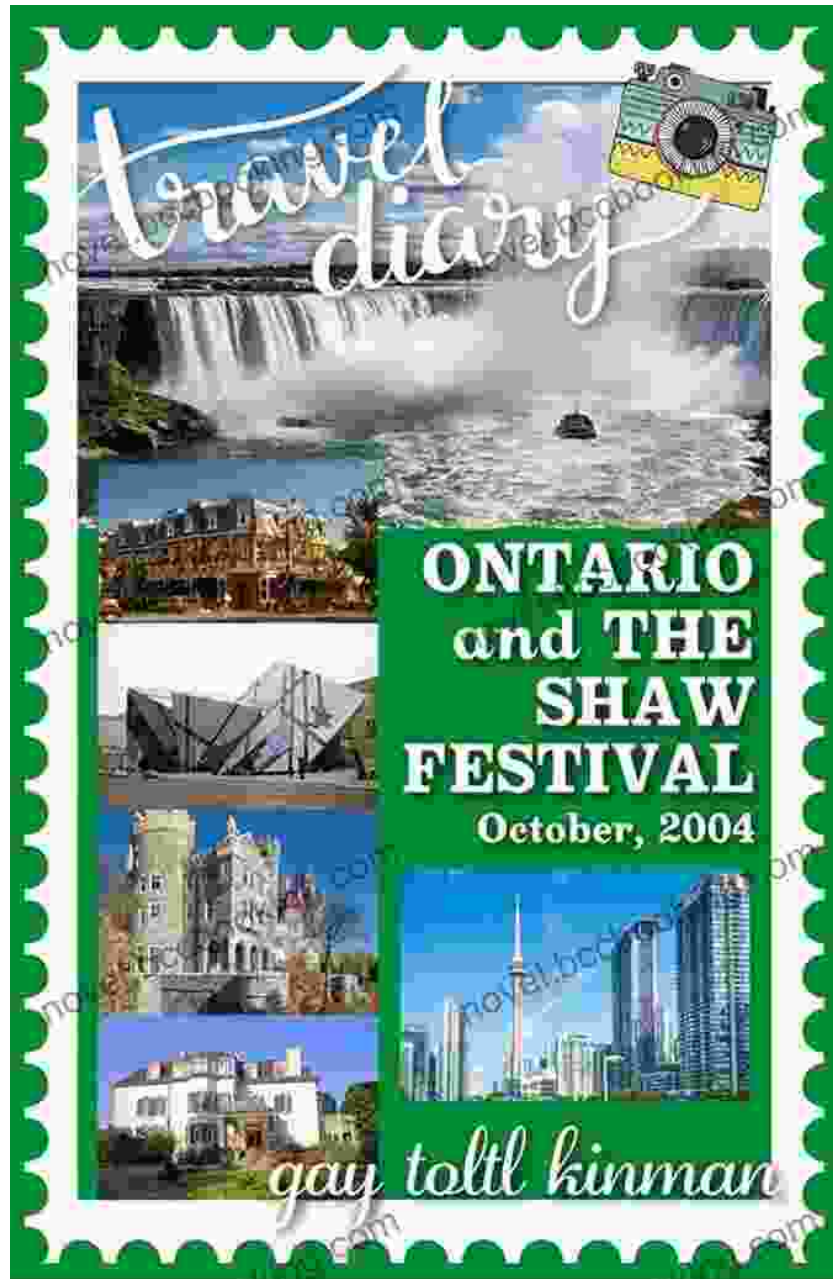 travel
diary
ONTARIO
and THE
SHAW
FESTIVAL
October, 2004
gay toltl kinman